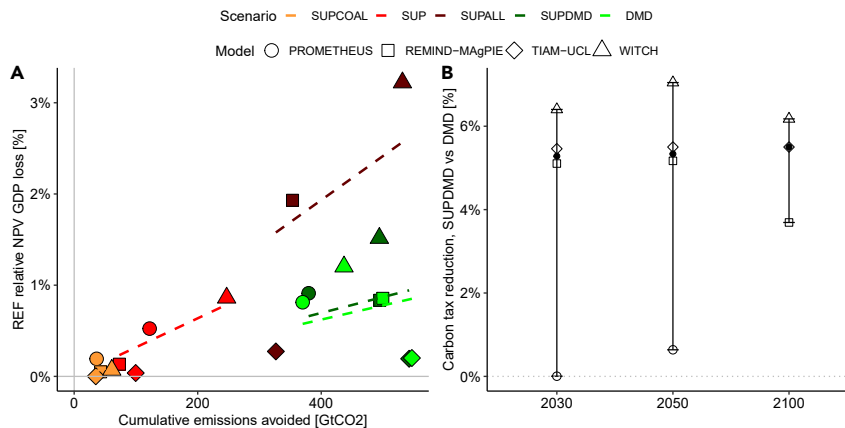 Scenario SUPCOAL SUP SUPALL SUPDMD DMD
Model PROMETHEUS REMIND−MAgPIE TIAM−UCL WITCH
A
B
REF relative NPV GDP loss [%]
3%
2%
1%
0%
0 200 400
Cumulative emissions avoided [GtCO2]
Carbon tax reduction, SUPDMD vs DMD [%]
6%
4%
2%
0%
2030 2050 2100